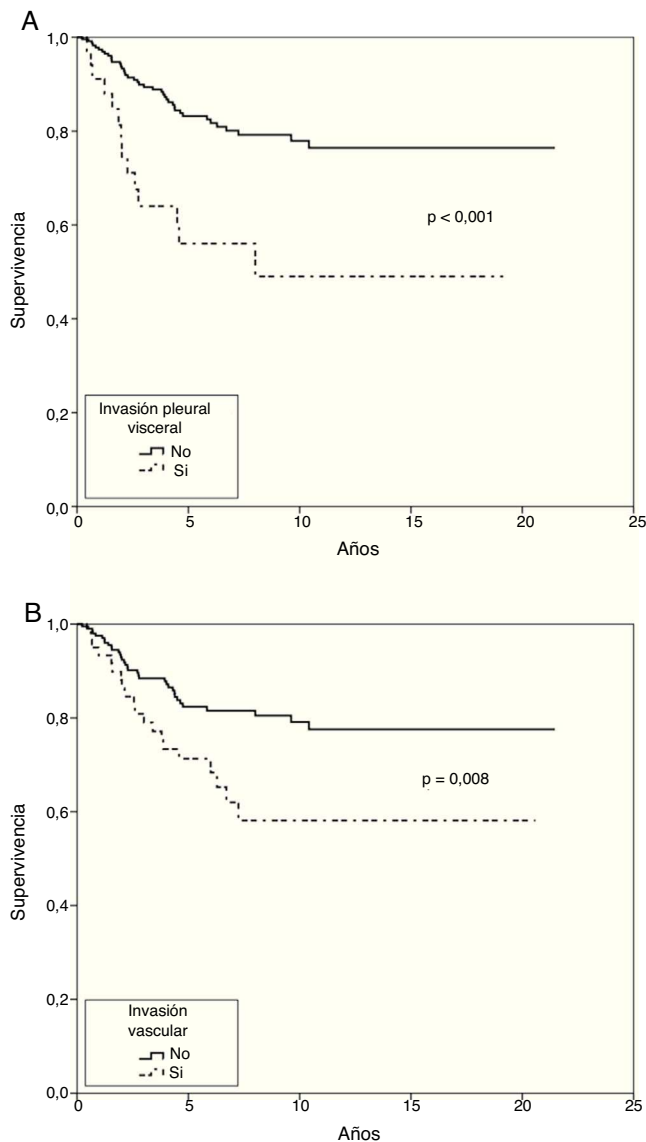 A
1,0
0,8
0,6
0,4
0,2
0,0
Supervivencia
p < 0,001
Invasión pleural
visceral
No
Si
0
5
10
15
20
25
Años
B
1,0
0,8
0,6
0,4
0,2
0,0
Supervivencia
p = 0,008
Invasión
vascular
No
Si
0
5
10
15
20
25
Años